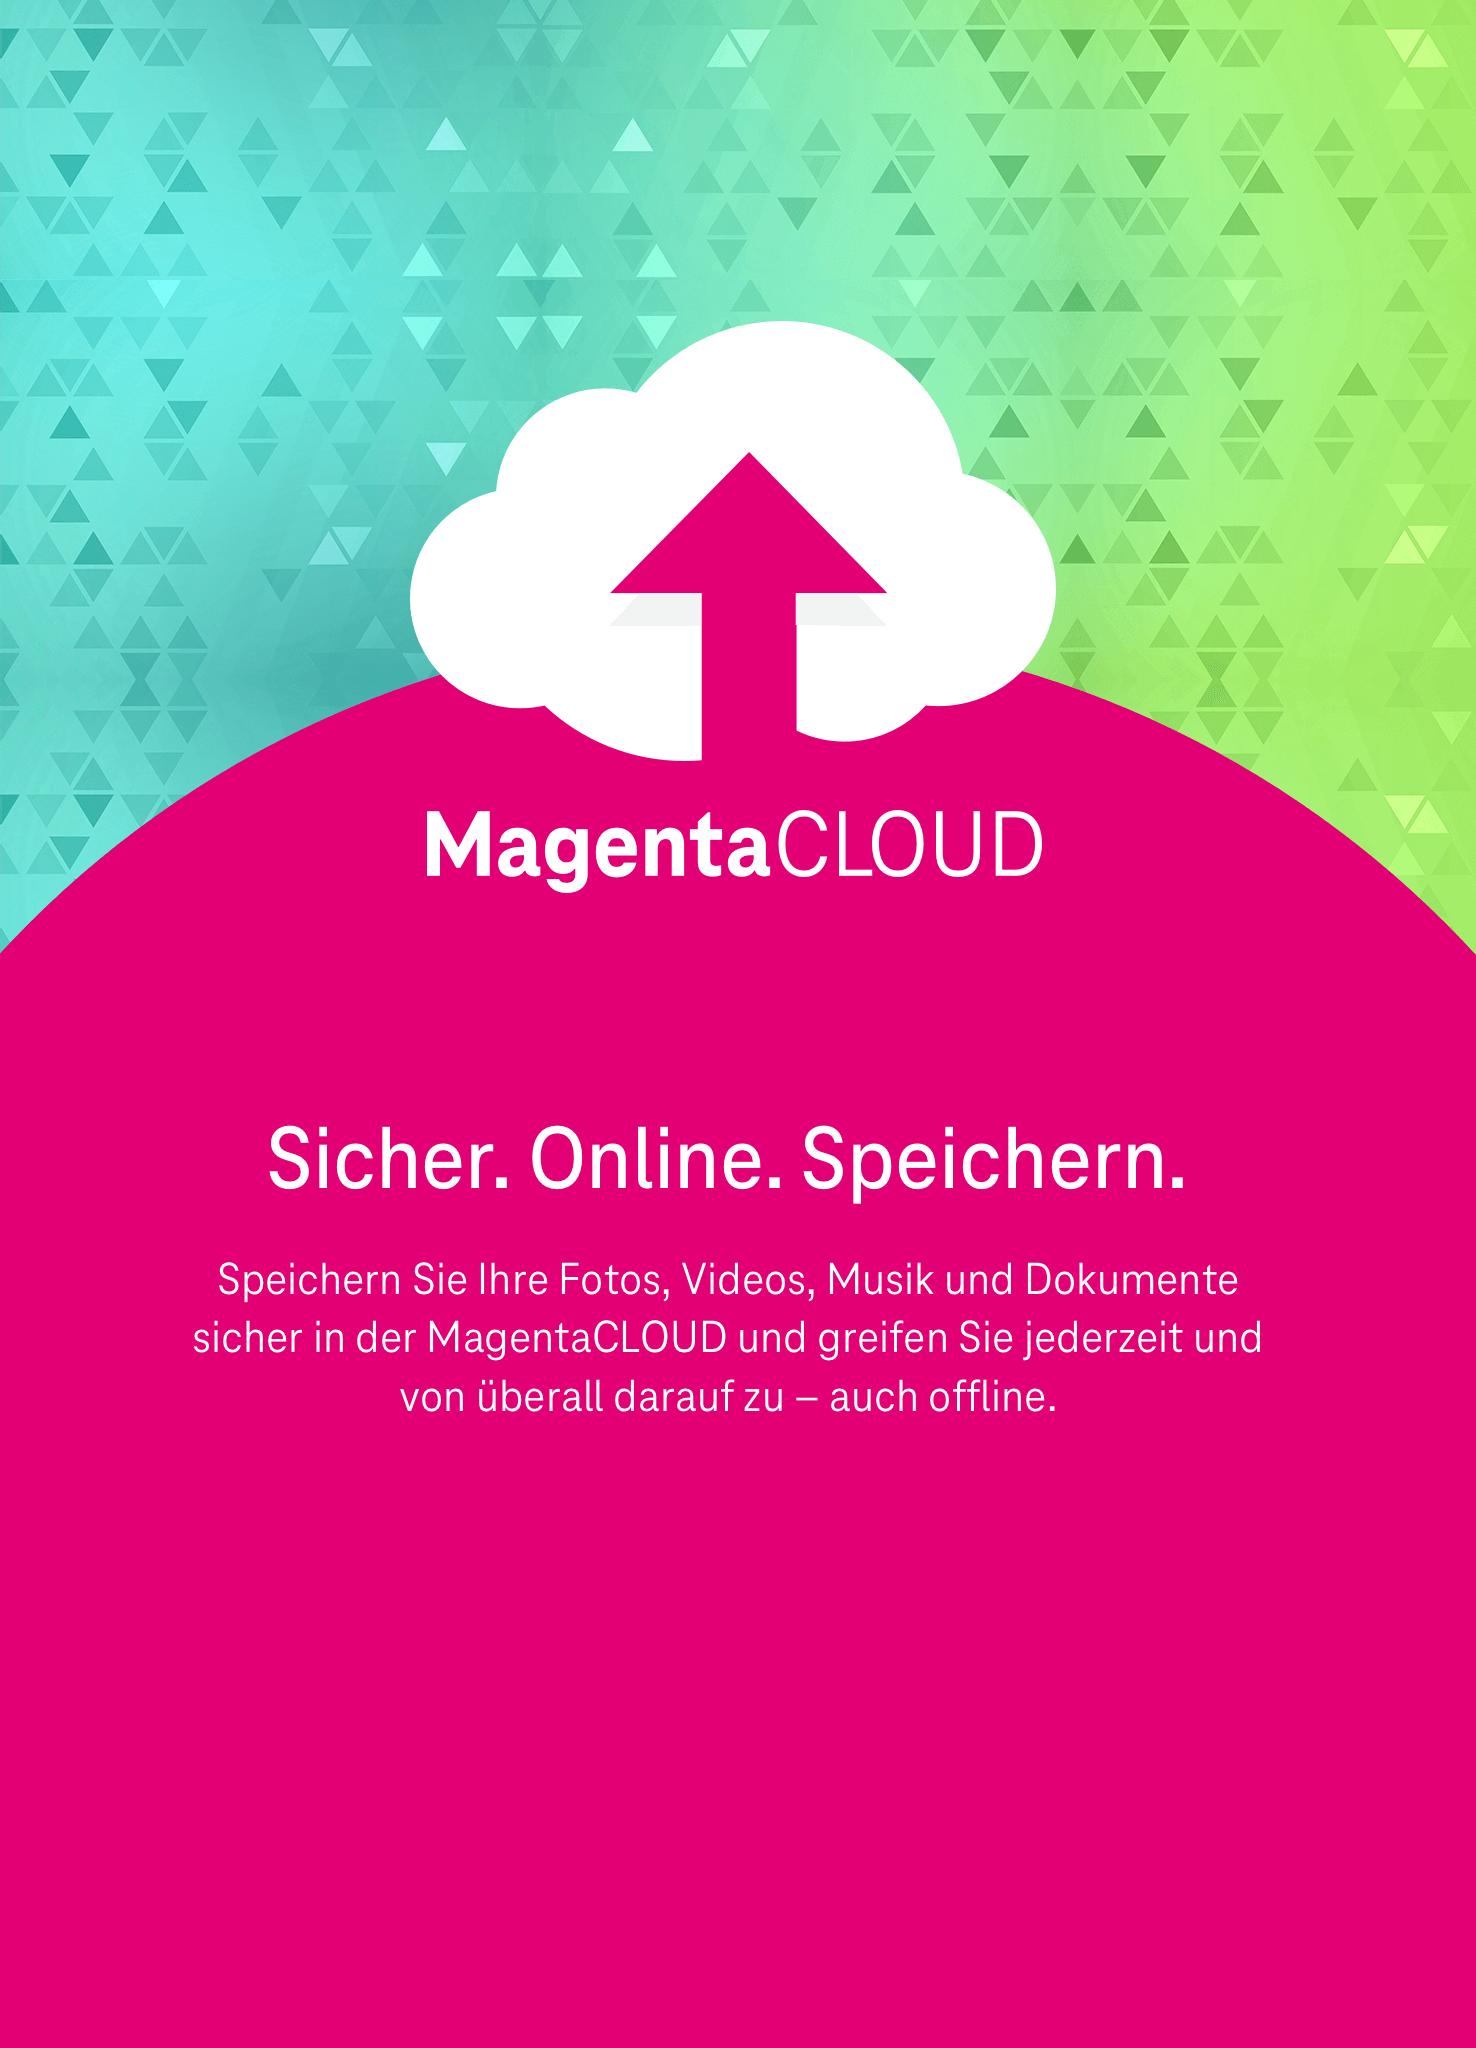 MagentaCLOUD
Sicher. Online. Speichern.
Speichern Sie Ihre Fotos, Videos, Musik und Dokumente
sicher in der MagentaCLOUD und greifen Sie jederzeit und
von überall darauf zu – auch offline.